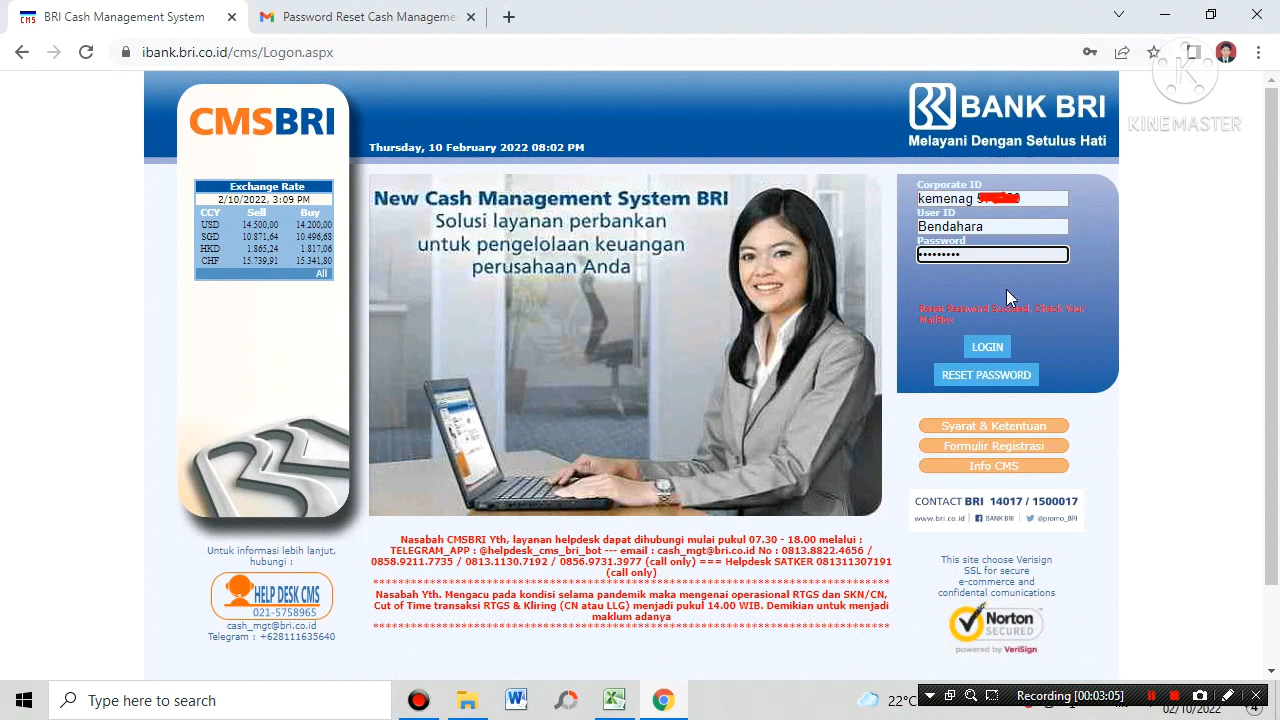 BRI Cash Management System
Password Reset Cash Managemer
ibank.bri.co.id/cms/Logon.aspx
KINEMASTER
CMSBRI
BANK BRI
Melayani Dengan Setulus Hati
Thursday, 10 February 2022 08:02 PM
Exchange Rate
2/10/2022, 3:09 PM
CCY Sell Buy
USD 14.500,00 14.200,00
SGD 10.871,44 10.496,68
HKD 1.873,24 1.817,06
CHF 15.739,91 15.341,80
All
New Cash Management System BRI
Solusi layanan perbankan
untuk pengelolaan keuangan
perusahaan Anda
Corporate ID
kemenag
User ID
Bendahara
Password
•••••••••
Reset Password Succeed, Check Your
MailBox
LOGIN
RESET PASSWORD
Syarat & Ketentuan
Formulir Registrasi
Info CMS
CONTACT BRI 14017 / 1500017
www.bri.co.id | BANK BRI | @promo_BRI
Untuk informasi lebih lanjut,
hubungi :
HELP DESK CMS
021-5758965
cash_mgt@bri.co.id
Telegram : +628111635640
Nasabah CMSBRI Yth, layanan helpdesk dapat dihubungi mulai pukul 07.30 - 18.00 melalui :
TELEGRAM_APP : @helpdesk_cms_bri_bot --- email : cash_mgt@bri.co.id No : 0813.8822.4656 /
0858.9211.7735 / 0813.1130.7192 / 0856.9731.3977 (call only) === Helpdesk SATKER 081311307191
(call only)
Nasabah Yth. Mengacu pada kondisi selama pandemik maka mengenai operasional RTGS dan SKN/CN,
Cut of Time transaksi RTGS & Kliring (CN atau LLG) menjadi pukul 14.00 WIB. Demikian untuk menjadi
maklum adanya
This site choose Verisign
SSL for secure
e-commerce and
confidental comunications
Norton
SECURED
powered by VeriSign
Type here to search
22°C
Recording [00:03:05]
02/10/2022